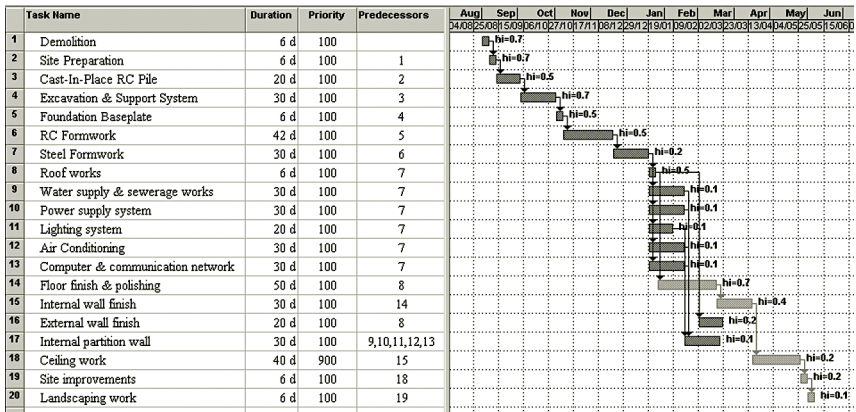 Task Name Duration Priority Predecessors Aug Sep Oct Nov Dec Jan Feb Mar Apr May Jun
04/08 25/08 15/09 06/10 27/10 17/11 08/12 29/12 19/01 09/02 02/03 23/03 13/04 04/05 25/05 15/06
1 Demolition 6 d 100 hi=0.7
2 Site Preparation 6 d 100 1 hi=0.7
3 Cast-In-Place RC Pile 20 d 100 2 hi=0.5
4 Excavation & Support System 30 d 100 3 hi=0.7
5 Foundation Baseplate 6 d 100 4 hi=0.5
6 RC Formwork 42 d 100 5 hi=0.5
7 Steel Formwork 30 d 100 6 hi=0.2
8 Roof works 6 d 100 7 hi=0.5
9 Water supply & sewerage works 30 d 100 7 hi=0.1
10 Power supply system 30 d 100 7 hi=0.1
11 Lighting system 20 d 100 7 hi=0.1
12 Air Conditioning 30 d 100 7 hi=0.1
13 Computer & communication network 30 d 100 7 hi=0.1
14 Floor finish & polishing 50 d 100 8 hi=0.7
15 Internal wall finish 30 d 100 14 hi=0.4
16 External wall finish 20 d 100 8 hi=0.2
17 Internal partition wall 30 d 100 9,10,11,12,13 hi=0.1
18 Ceiling work 40 d 900 15 hi=0.2
19 Site improvements 6 d 100 18 hi=0.2
20 Landscaping work 6 d 100 19 hi=0.1